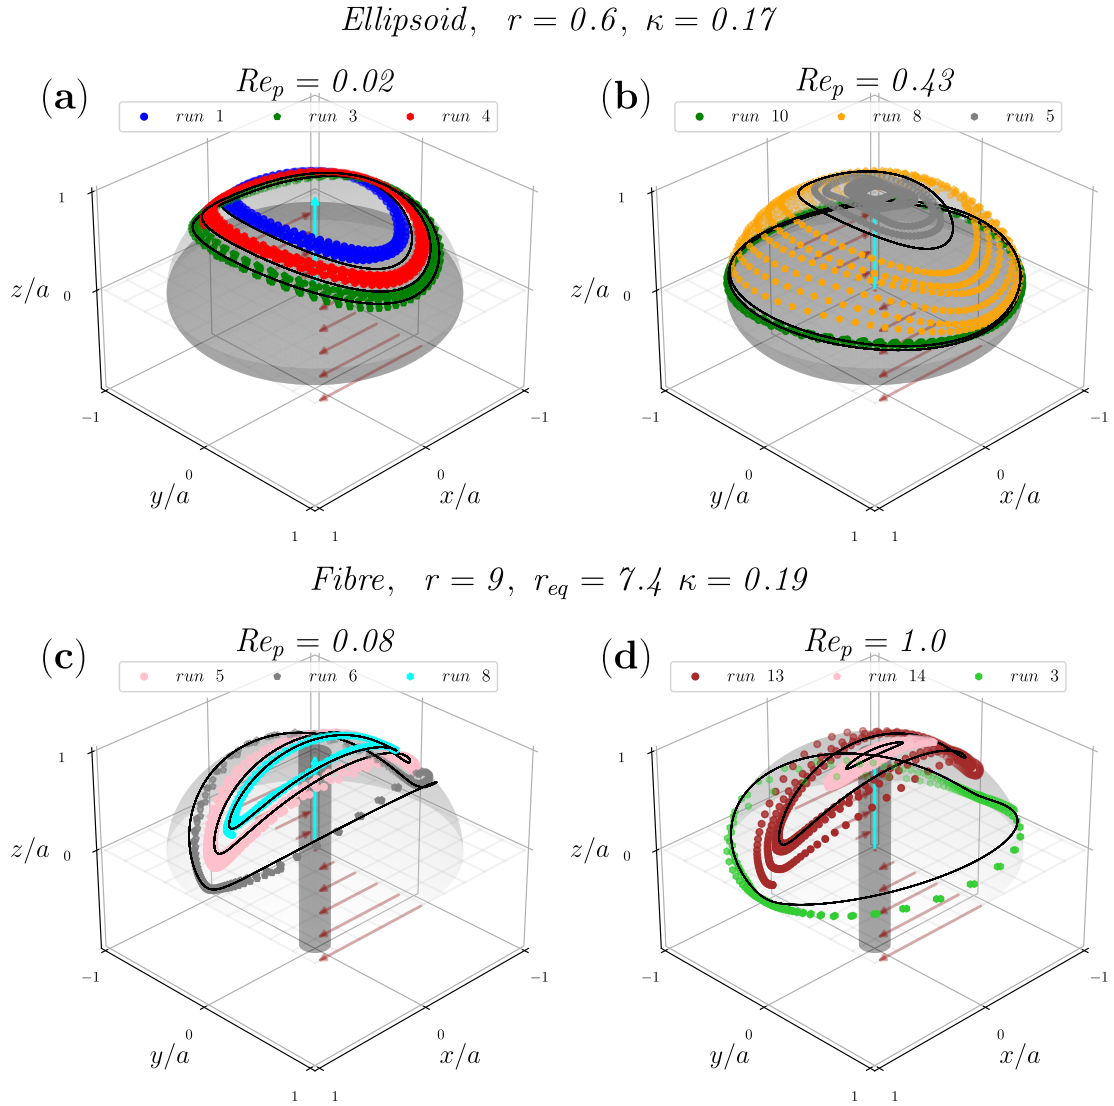 Ellipsoid, r = 0.6, κ = 0.17
(a) Re_p = 0.02
run 1 run 3 run 4
1
z/a 0
−1 −1
0 0
y/a x/a
1 1
(b) Re_p = 0.43
run 10 run 8 run 5
1
z/a 0
−1 −1
0 0
y/a x/a
1 1
Fibre, r = 9, r_eq = 7.4 κ = 0.19
(c) Re_p = 0.08
run 5 run 6 run 8
1
z/a 0
−1 −1
0 0
y/a x/a
1 1
(d) Re_p = 1.0
run 13 run 14 run 3
1
z/a 0
−1 −1
0 0
y/a x/a
1 1